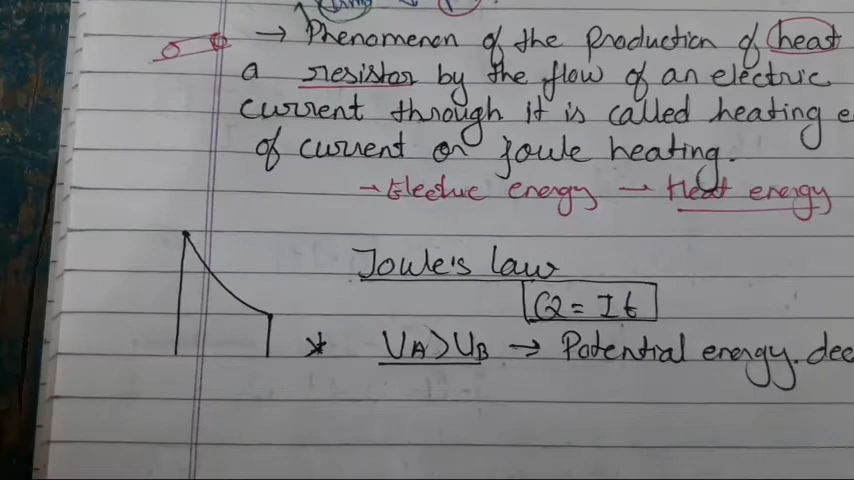 → Phenomenon of the production of heat
a resistor by the flow of an electric
current through it is called heating e
of current or Joule heating.
→ Electric energy → Heat energy
Joule's law
Q = It
* VA > VB → Potential energy. dec